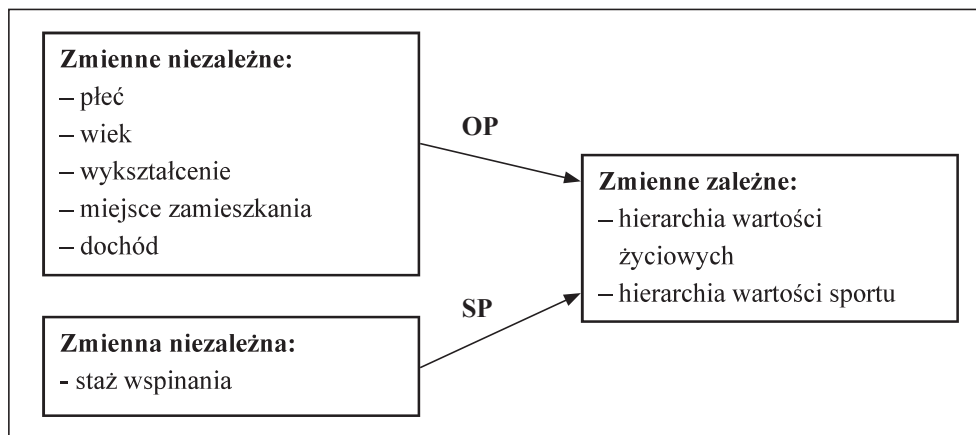 Zmienne niezależne:
– płeć
– wiek
– wykształcenie
– miejsce zamieszkania
– dochód
OP
Zmienne zależne:
– hierarchia wartości
życiowych
– hierarchia wartości sportu
SP
Zmienna niezależna:
- staż wspinania